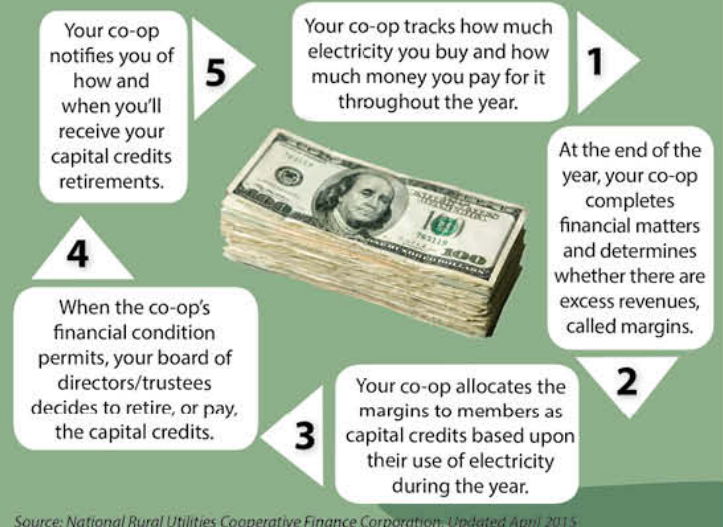 Your co-op tracks how much
electricity you buy and how
much money you pay for it
throughout the year.
1
At the end of the
year, your co-op
completes
financial matters
and determines
whether there are
excess revenues,
called margins.
2
Your co-op allocates the
margins to members as
capital credits based upon
their use of electricity
during the year.
3
When the co-op's
financial condition
permits, your board of
directors/trustees
decides to retire, or pay,
the capital credits.
4
Your co-op
notifies you of
how and
when you'll
receive your
capital credits
retirements.
5
100
ONE HUNDRED DOLLARS
Source: National Rural Utilities Cooperative Finance Corporation. Updated April 2015